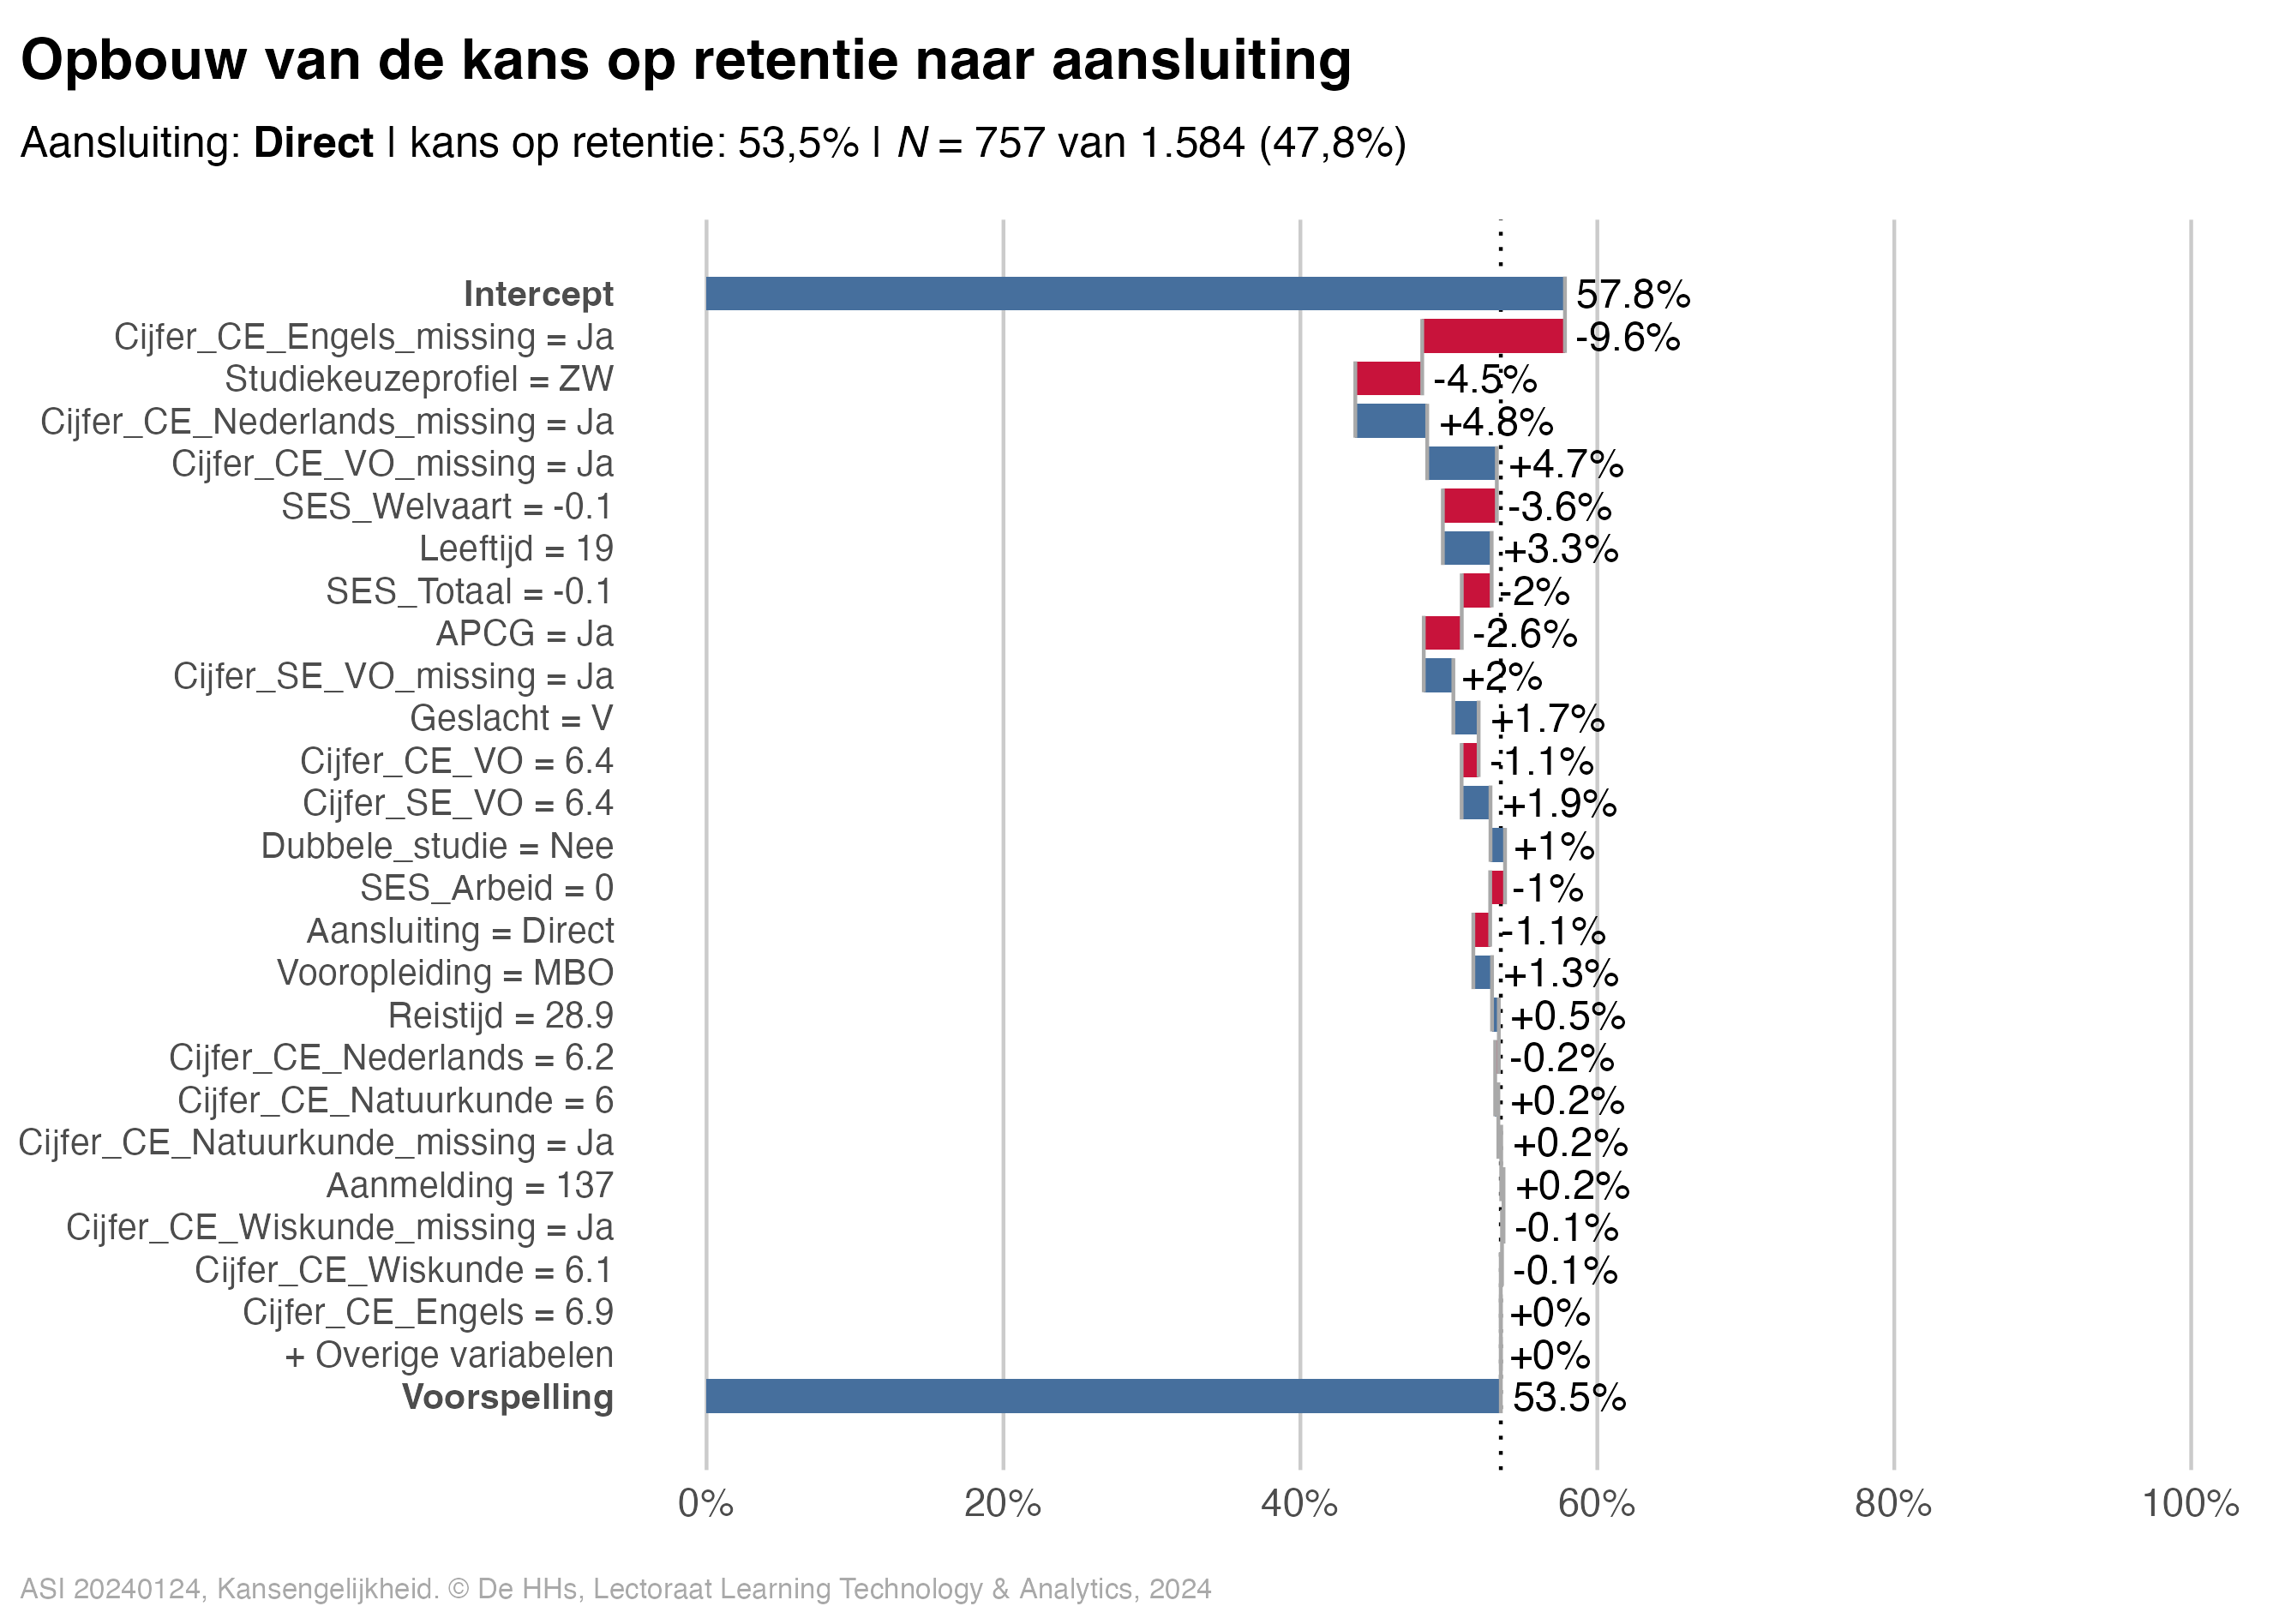 Opbouw van de kans op retentie naar aansluiting
Aansluiting: Direct | kans op retentie: 53,5% | N = 757 van 1.584 (47,8%)
Intercept 57.8%
Cijfer_CE_Engels_missing = Ja -9.6%
Studiekeuzeprofiel = ZW -4.5%
Cijfer_CE_Nederlands_missing = Ja +4.8%
Cijfer_CE_VO_missing = Ja +4.7%
SES_Welvaart = -0.1 -3.6%
Leeftijd = 19 +3.3%
SES_Totaal = -0.1 -2%
APCG = Ja -2.6%
Cijfer_SE_VO_missing = Ja +2%
Geslacht = V +1.7%
Cijfer_CE_VO = 6.4 -1.1%
Cijfer_SE_VO = 6.4 +1.9%
Dubbele_studie = Nee +1%
SES_Arbeid = 0 -1%
Aansluiting = Direct -1.1%
Vooropleiding = MBO +1.3%
Reistijd = 28.9 +0.5%
Cijfer_CE_Nederlands = 6.2 -0.2%
Cijfer_CE_Natuurkunde = 6 +0.2%
Cijfer_CE_Natuurkunde_missing = Ja +0.2%
Aanmelding = 137 +0.2%
Cijfer_CE_Wiskunde_missing = Ja -0.1%
Cijfer_CE_Wiskunde = 6.1 -0.1%
Cijfer_CE_Engels = 6.9 +0%
+ Overige variabelen +0%
Voorspelling 53.5%
0% 20% 40% 60% 80% 100%
ASI 20240124, Kansengelijkheid. © De HHs, Lectoraat Learning Technology & Analytics, 2024